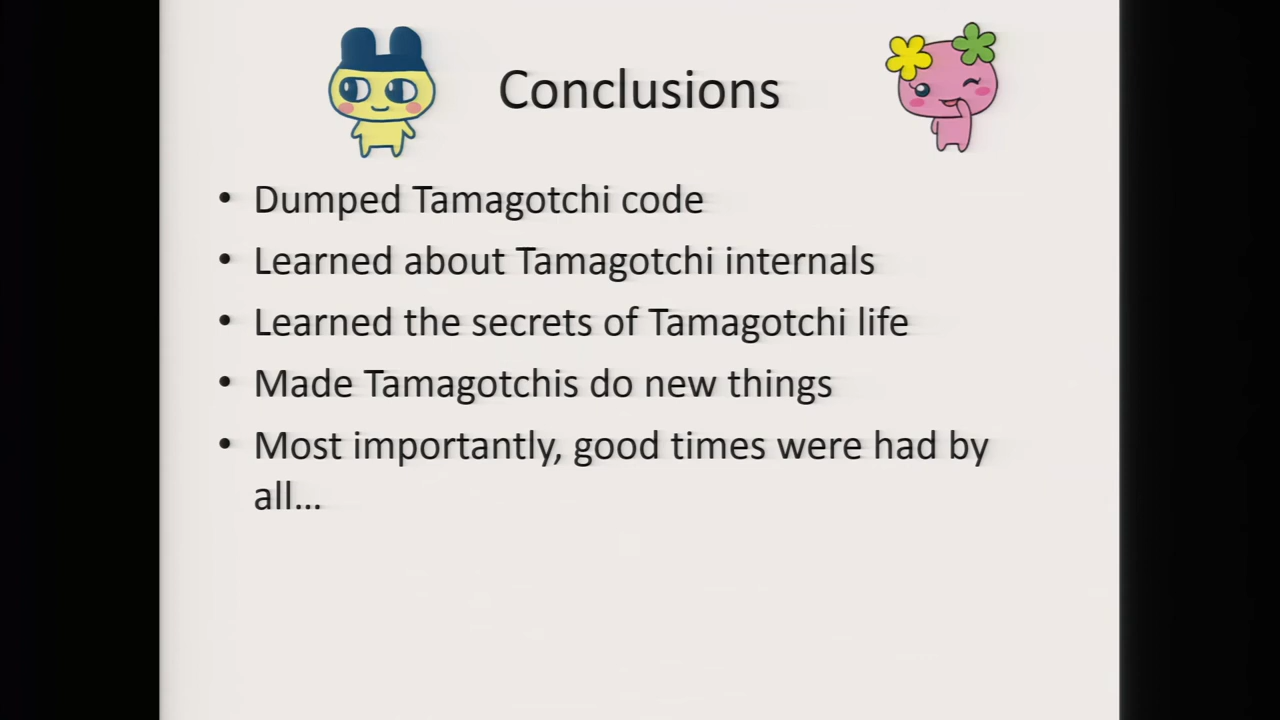 Conclusions
• Dumped Tamagotchi code
• Learned about Tamagotchi internals
• Learned the secrets of Tamagotchi life
• Made Tamagotchis do new things
• Most importantly, good times were had by
all...